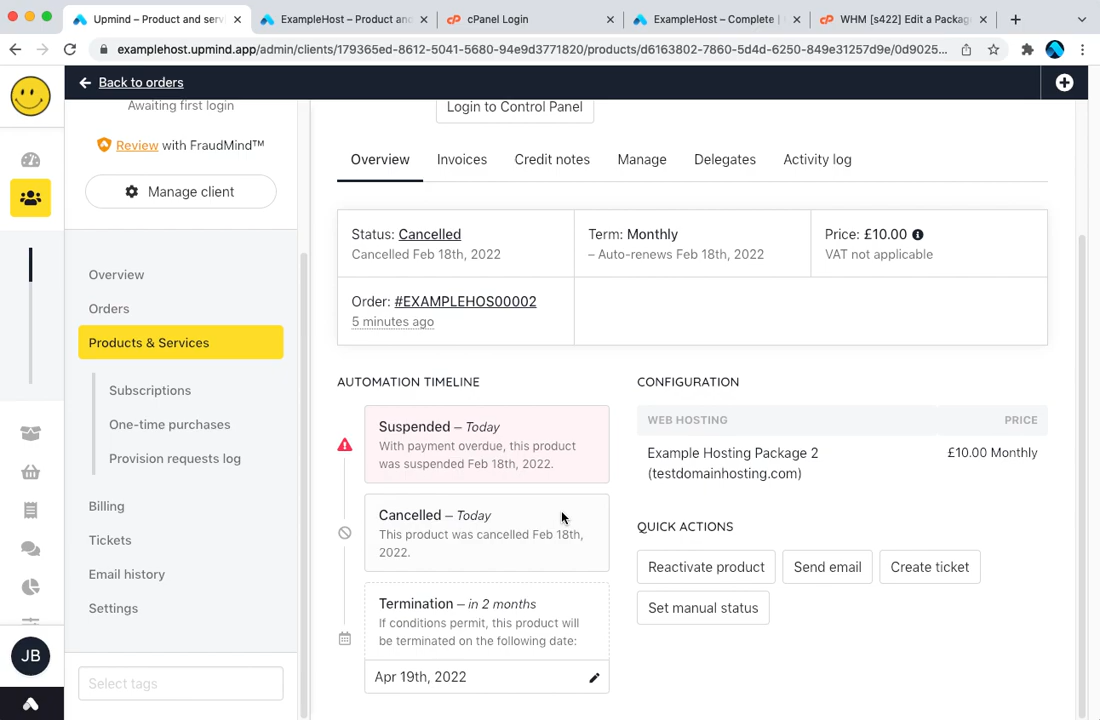 Upmind – Product and serv
ExampleHost – Product and
cPanel Login
ExampleHost – Complete |
WHM [s422] Edit a Package
examplehost.upmind.app/admin/clients/179365ed-8612-5041-5680-94e9d3771820/products/d6163802-7860-5d4d-6250-849e31257d9e/0d9025...
Back to orders
Awaiting first login
Review with FraudMind™
Manage client
Overview
Orders
Products & Services
Subscriptions
One-time purchases
Provision requests log
Billing
Tickets
Email history
Settings
Select tags
JB
Login to Control Panel
Overview
Invoices
Credit notes
Manage
Delegates
Activity log
Status: Cancelled
Cancelled Feb 18th, 2022
Term: Monthly
– Auto-renews Feb 18th, 2022
Price: £10.00
VAT not applicable
Order: #EXAMPLEHOS00002
5 minutes ago
AUTOMATION TIMELINE
Suspended – Today
With payment overdue, this product
was suspended Feb 18th, 2022.
Cancelled – Today
This product was cancelled Feb 18th,
2022.
Termination – in 2 months
If conditions permit, this product will
be terminated on the following date:
Apr 19th, 2022
CONFIGURATION
WEB HOSTING
PRICE
Example Hosting Package 2
(testdomainhosting.com)
£10.00 Monthly
QUICK ACTIONS
Reactivate product
Send email
Create ticket
Set manual status